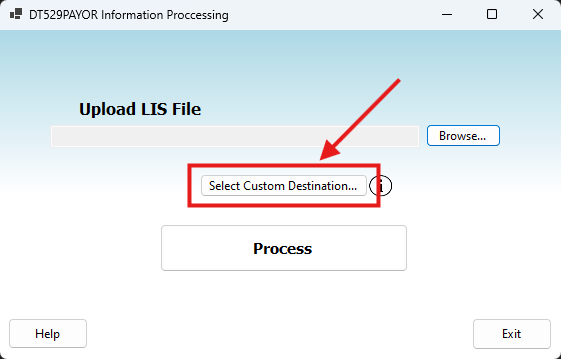 DT529PAYOR Information Proccessing
Upload LIS File
Browse...
Select Custom Destination...
i
Process
Help
Exit